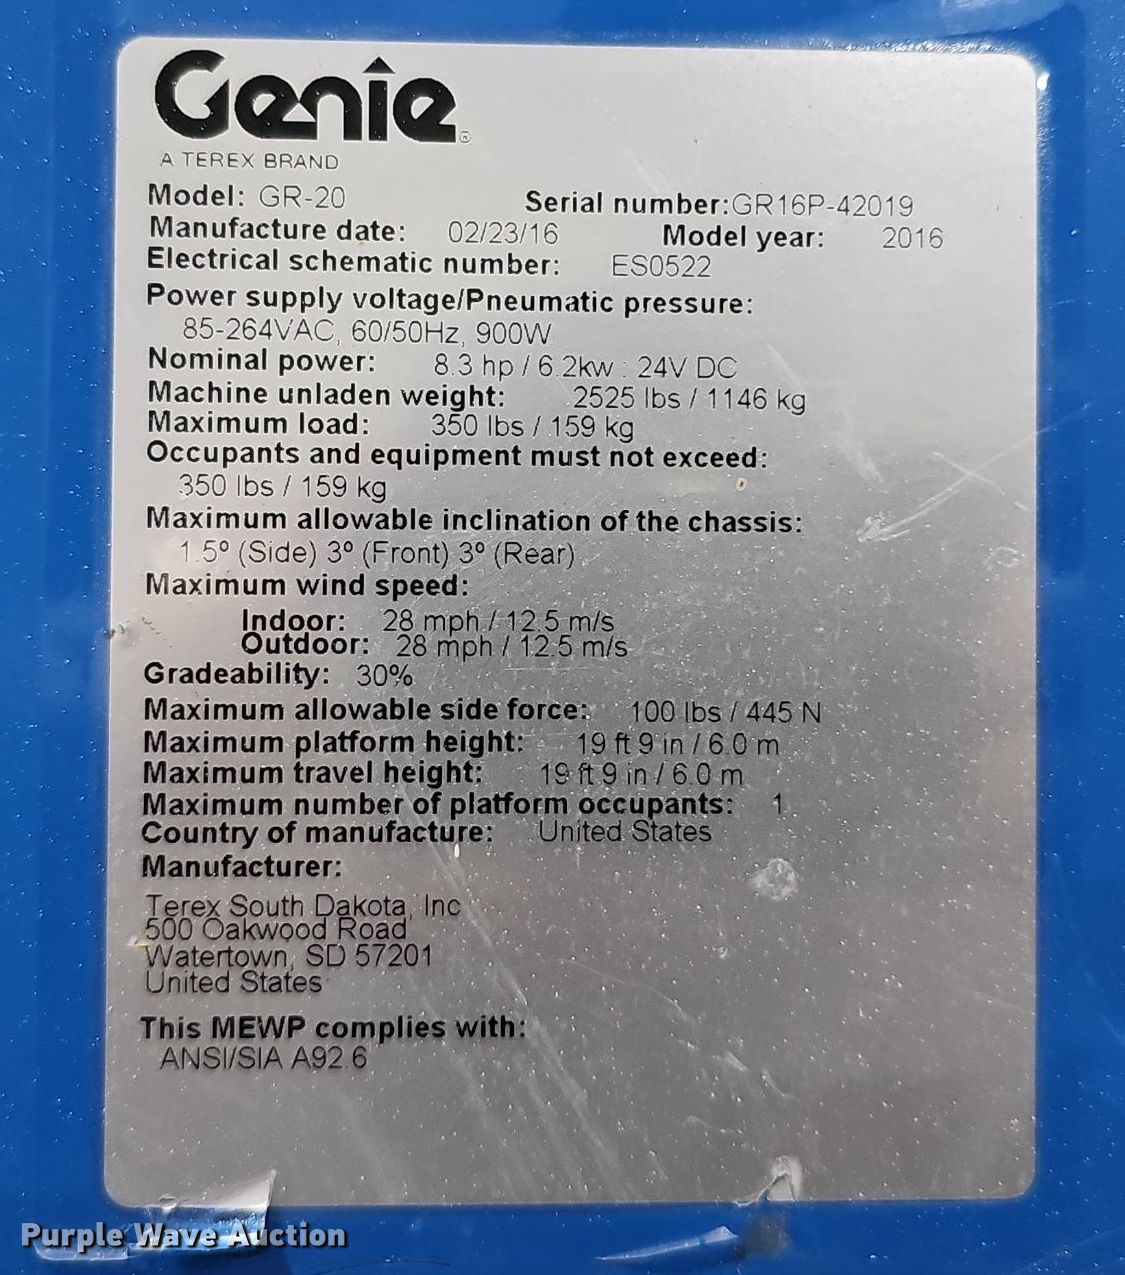 Genie®
A TEREX BRAND
Model: GR-20 Serial number:GR16P-42019
Manufacture date: 02/23/16 Model year: 2016
Electrical schematic number: ES0522
Power supply voltage/Pneumatic pressure:
85-264VAC, 60/50Hz, 900W
Nominal power: 8.3 hp / 6.2kw : 24V DC
Machine unladen weight: 2525 lbs / 1146 kg
Maximum load: 350 lbs / 159 kg
Occupants and equipment must not exceed:
350 lbs / 159 kg
Maximum allowable inclination of the chassis:
1.5º (Side) 3º (Front) 3º (Rear)
Maximum wind speed:
Indoor: 28 mph / 12.5 m/s
Outdoor: 28 mph / 12.5 m/s
Gradeability: 30%
Maximum allowable side force: 100 lbs / 445 N
Maximum platform height: 19 ft 9 in / 6.0 m
Maximum travel height: 19 ft 9 in / 6.0 m
Maximum number of platform occupants: 1
Country of manufacture: United States
Manufacturer:
Terex South Dakota, Inc
500 Oakwood Road
Watertown, SD 57201
United States
This MEWP complies with:
ANSI/SIA A92.6
Purple Wave Auction